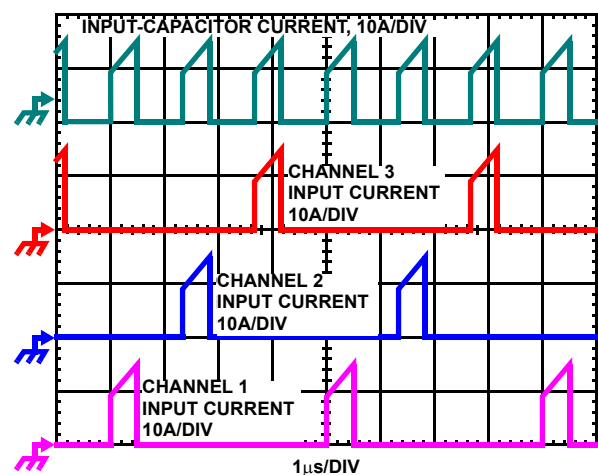 INPUT-CAPACITOR CURRENT, 10A/DIV
CHANNEL 3
INPUT CURRENT
10A/DIV
CHANNEL 2
INPUT CURRENT
10A/DIV
CHANNEL 1
INPUT CURRENT
10A/DIV
1μs/DIV